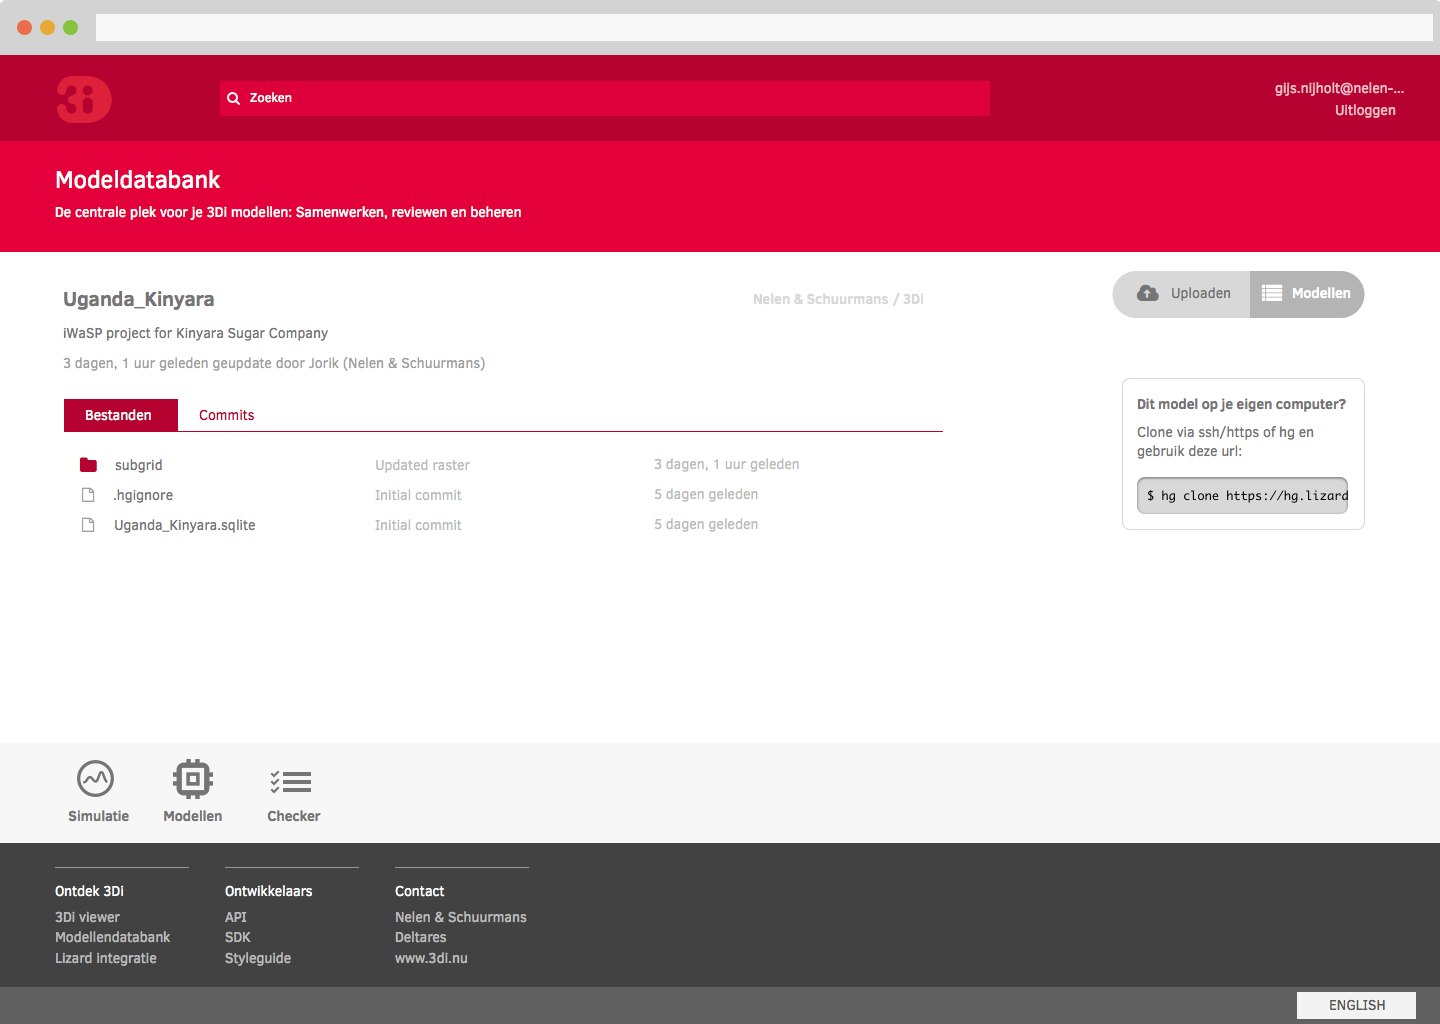 3i
Zoeken
gijs.nijholt@nelen-...
Uitloggen
Modeldatabank
De centrale plek voor je 3Di modellen: Samenwerken, reviewen en beheren
Uganda_Kinyara
Nelen & Schuurmans / 3Di
Uploaden
Modellen
iWaSP project for Kinyara Sugar Company
3 dagen, 1 uur geleden geupdate door Jorik (Nelen & Schuurmans)
Bestanden
Commits
subgrid Updated raster 3 dagen, 1 uur geleden
.hgignore Initial commit 5 dagen geleden
Uganda_Kinyara.sqlite Initial commit 5 dagen geleden
Dit model op je eigen computer?
Clone via ssh/https of hg en
gebruik deze url:
$ hg clone https://hg.lizard
Simulatie
Modellen
Checker
Ontdek 3Di
3Di viewer
Modellendatabank
Lizard integratie
Ontwikkelaars
API
SDK
Styleguide
Contact
Nelen & Schuurmans
Deltares
www.3di.nu
ENGLISH